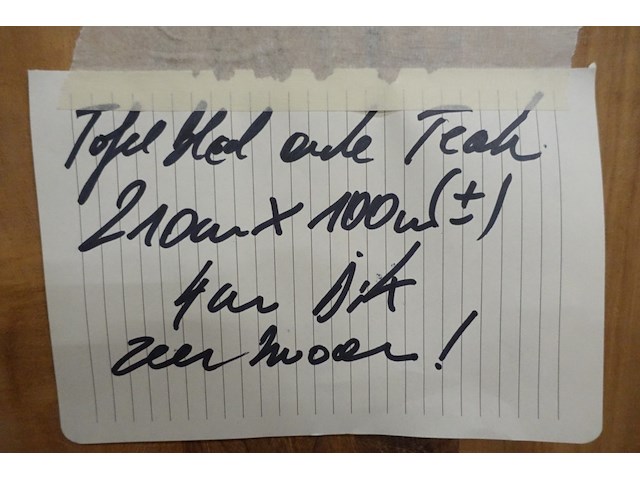 Tafelblad oude Teak
210cm X 100cm (±)
4cm Dik
zeer mooi !